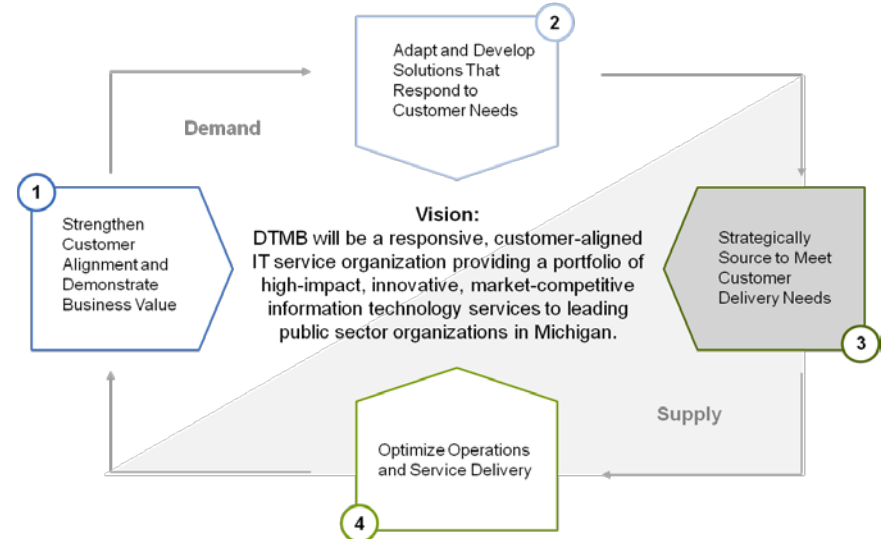 2
Adapt and Develop
Solutions That
Respond to
Customer Needs
Demand
1
Strengthen
Customer
Alignment and
Demonstrate
Business Value
Vision:
DTMB will be a responsive, customer-aligned
IT service organization providing a portfolio of
high-impact, innovative, market-competitive
information technology services to leading
public sector organizations in Michigan.
Strategically
Source to Meet
Customer
Delivery Needs
3
Supply
Optimize Operations
and Service Delivery
4